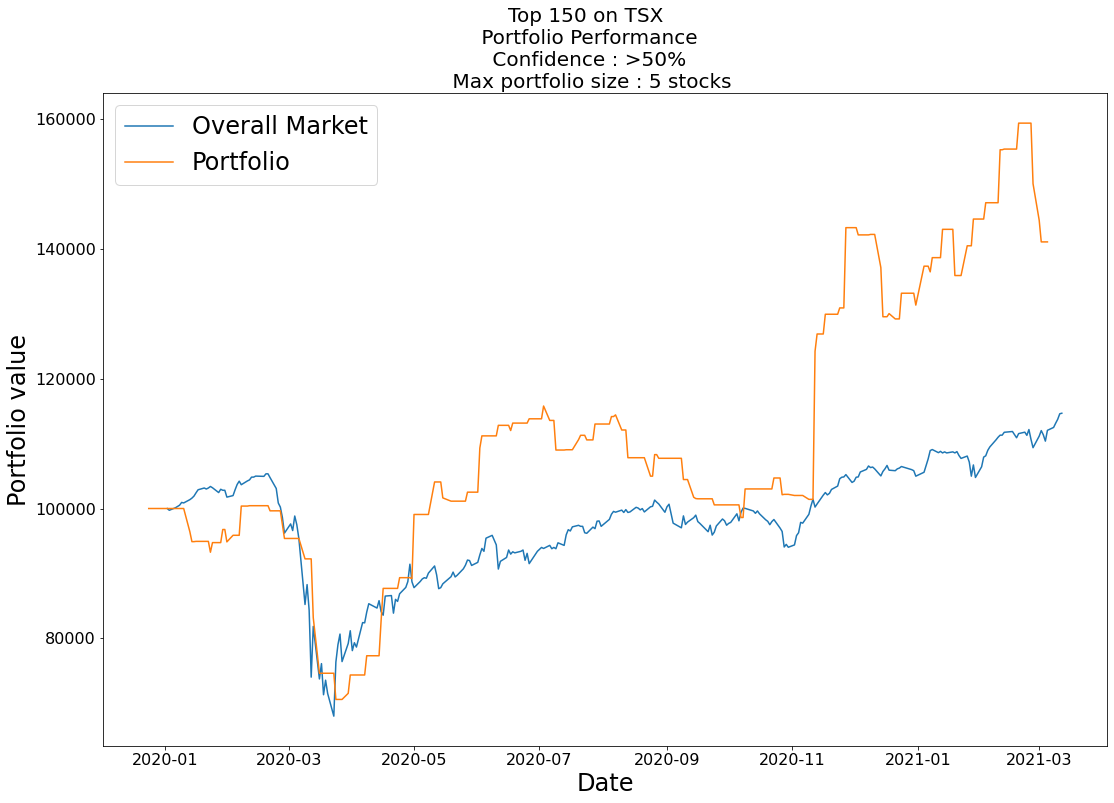 Top 150 on TSX
Portfolio Performance
Confidence : >50%
Max portfolio size : 5 stocks
Overall Market
Portfolio
Portfolio value
160000
140000
120000
100000
80000
2020-01 2020-03 2020-05 2020-07 2020-09 2020-11 2021-01 2021-03
Date